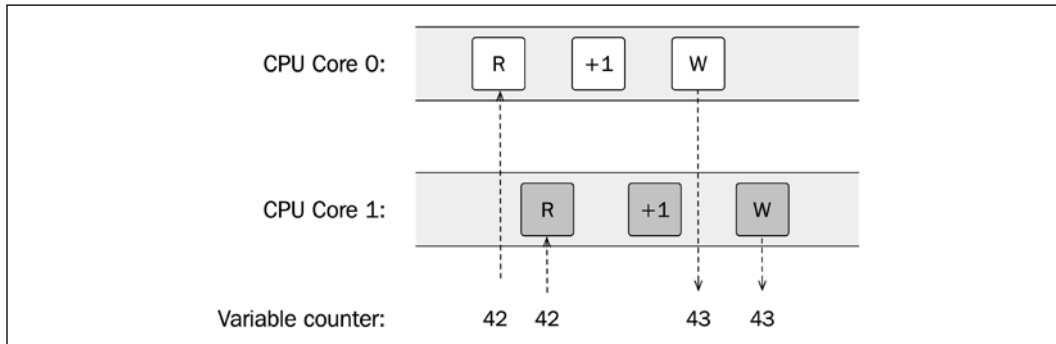 CPU Core 0: R +1 W
CPU Core 1: R +1 W
Variable counter: 42 42 43 43